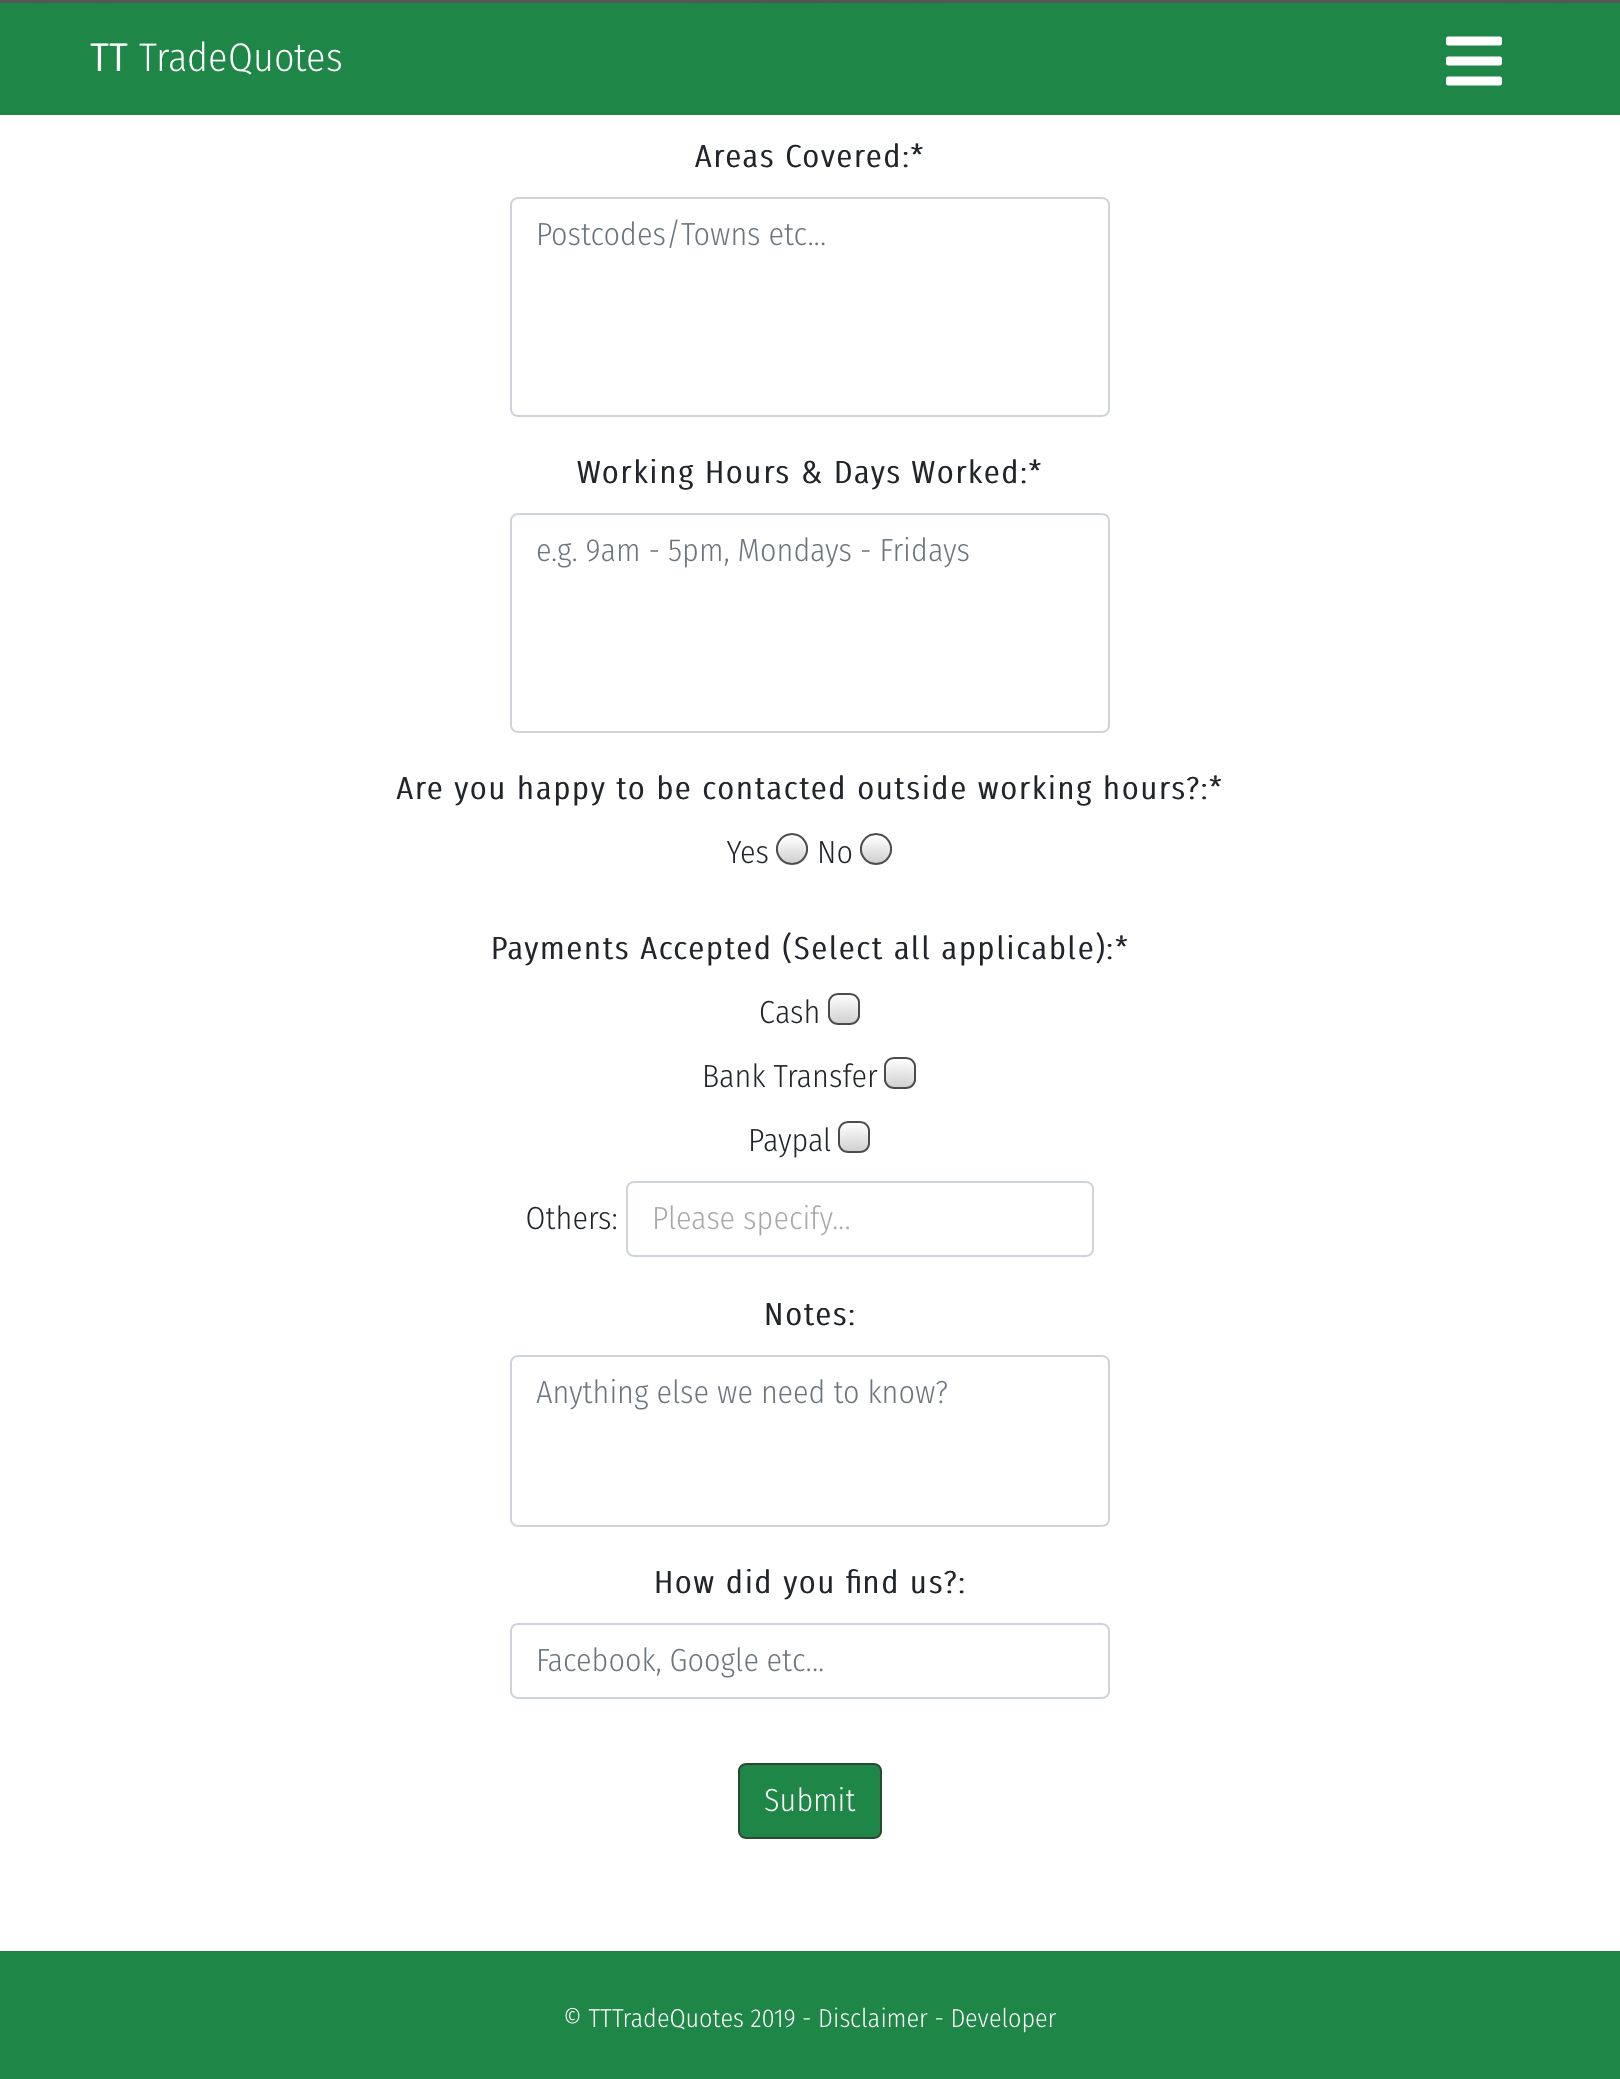 TT TradeQuotes
Areas Covered:*
Postcodes/Towns etc...
Working Hours & Days Worked:*
e.g. 9am - 5pm, Mondays - Fridays
Are you happy to be contacted outside working hours?:*
Yes No
Payments Accepted (Select all applicable):*
Cash
Bank Transfer
Paypal
Others: Please specify...
Notes:
Anything else we need to know?
How did you find us?:
Facebook, Google etc...
Submit
© TTTradeQuotes 2019 - Disclaimer - Developer